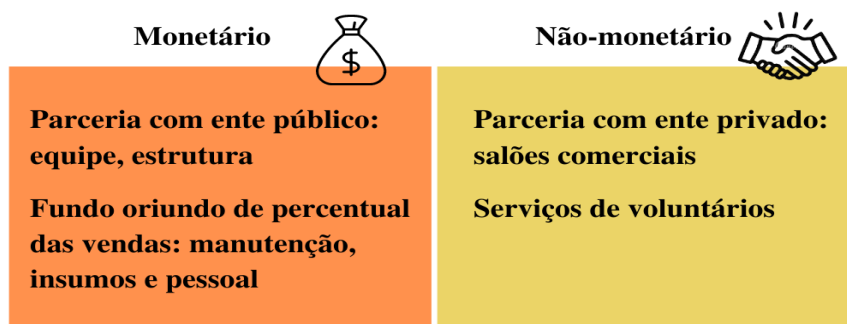 Monetário
$
Parceria com ente público:
equipe, estrutura
Fundo oriundo de percentual
das vendas: manutenção,
insumos e pessoal
Não-monetário
Parceria com ente privado:
salões comerciais
Serviços de voluntários